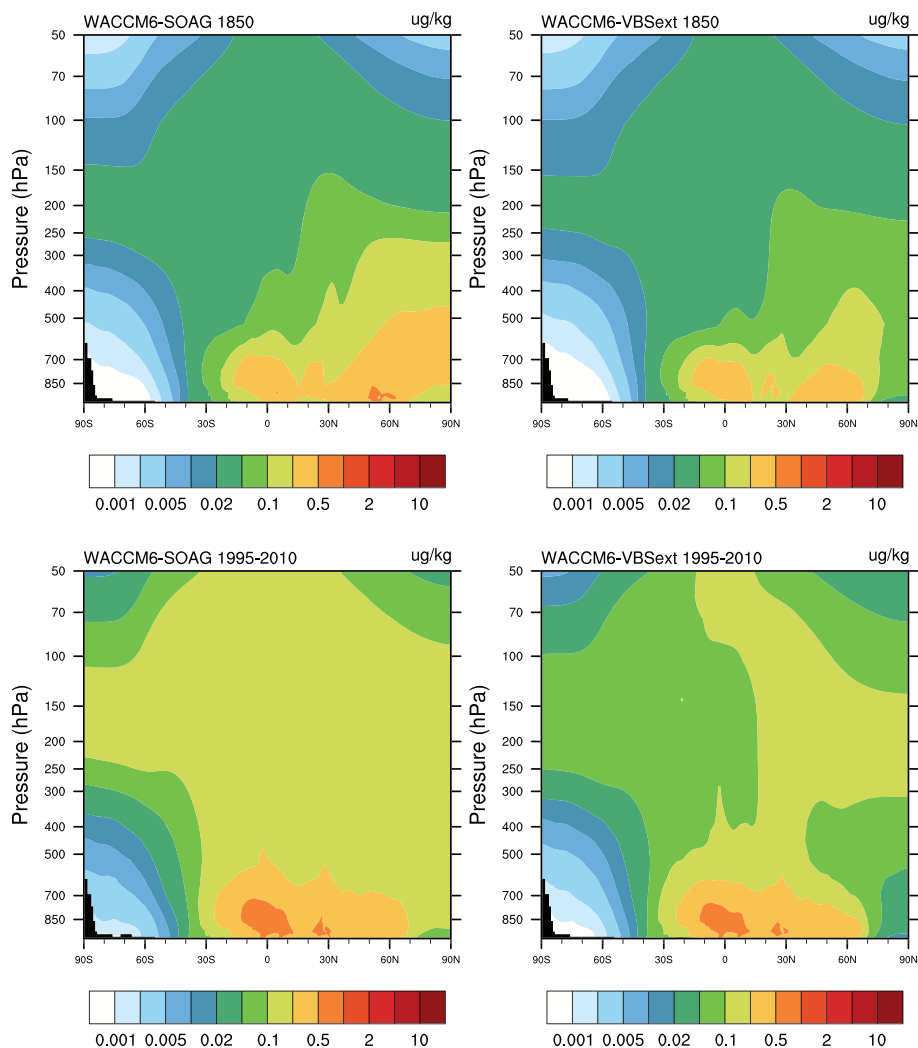 WACCM6-SOAG 1850 ug/kg
50
70
100
150
200
250
300
400
500
700
850
Pressure (hPa)
90S 60S 30S 0 30N 60N 90N
0.001 0.005 0.02 0.1 0.5 2 10
WACCM6-VBSext 1850 ug/kg
50
70
100
150
200
250
300
400
500
700
850
Pressure (hPa)
90S 60S 30S 0 30N 60N 90N
0.001 0.005 0.02 0.1 0.5 2 10
WACCM6-SOAG 1995-2010 ug/kg
50
70
100
150
200
250
300
400
500
700
850
Pressure (hPa)
90S 60S 30S 0 30N 60N 90N
0.001 0.005 0.02 0.1 0.5 2 10
WACCM6-VBSext 1995-2010 ug/kg
50
70
100
150
200
250
300
400
500
700
850
Pressure (hPa)
90S 60S 30S 0 30N 60N 90N
0.001 0.005 0.02 0.1 0.5 2 10